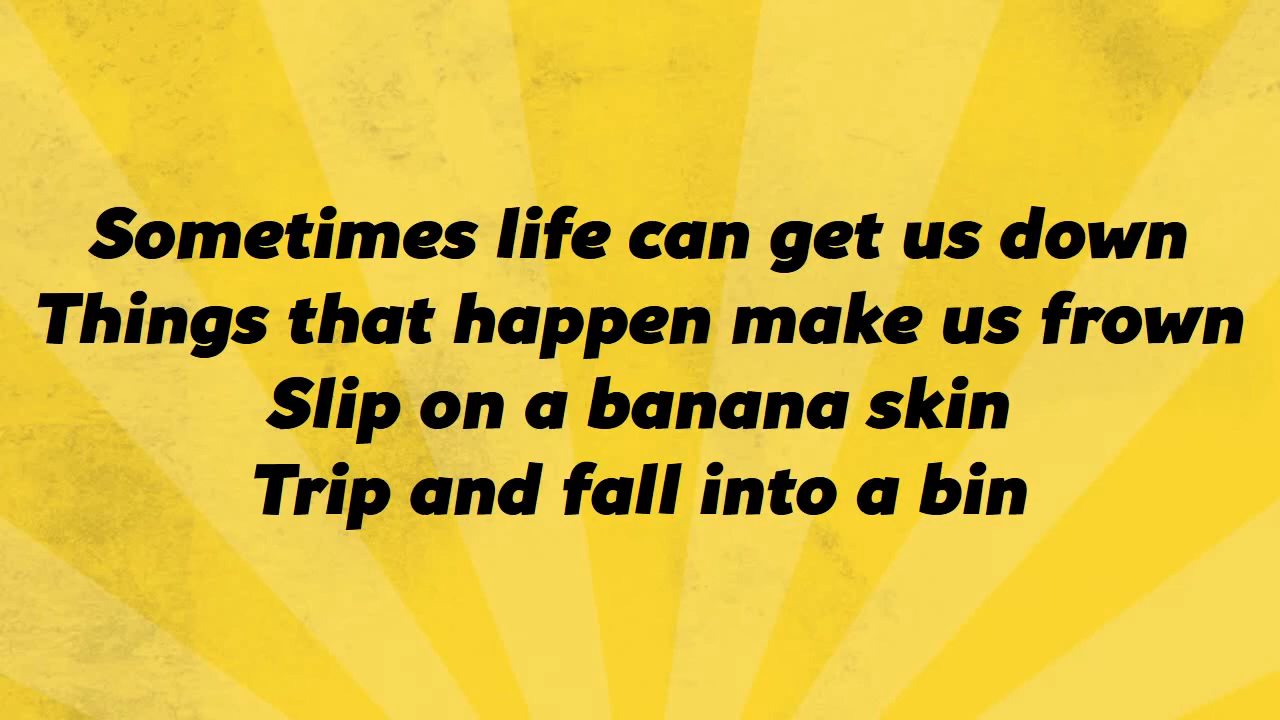 Sometimes life can get us down
Things that happen make us frown
Slip on a banana skin
Trip and fall into a bin